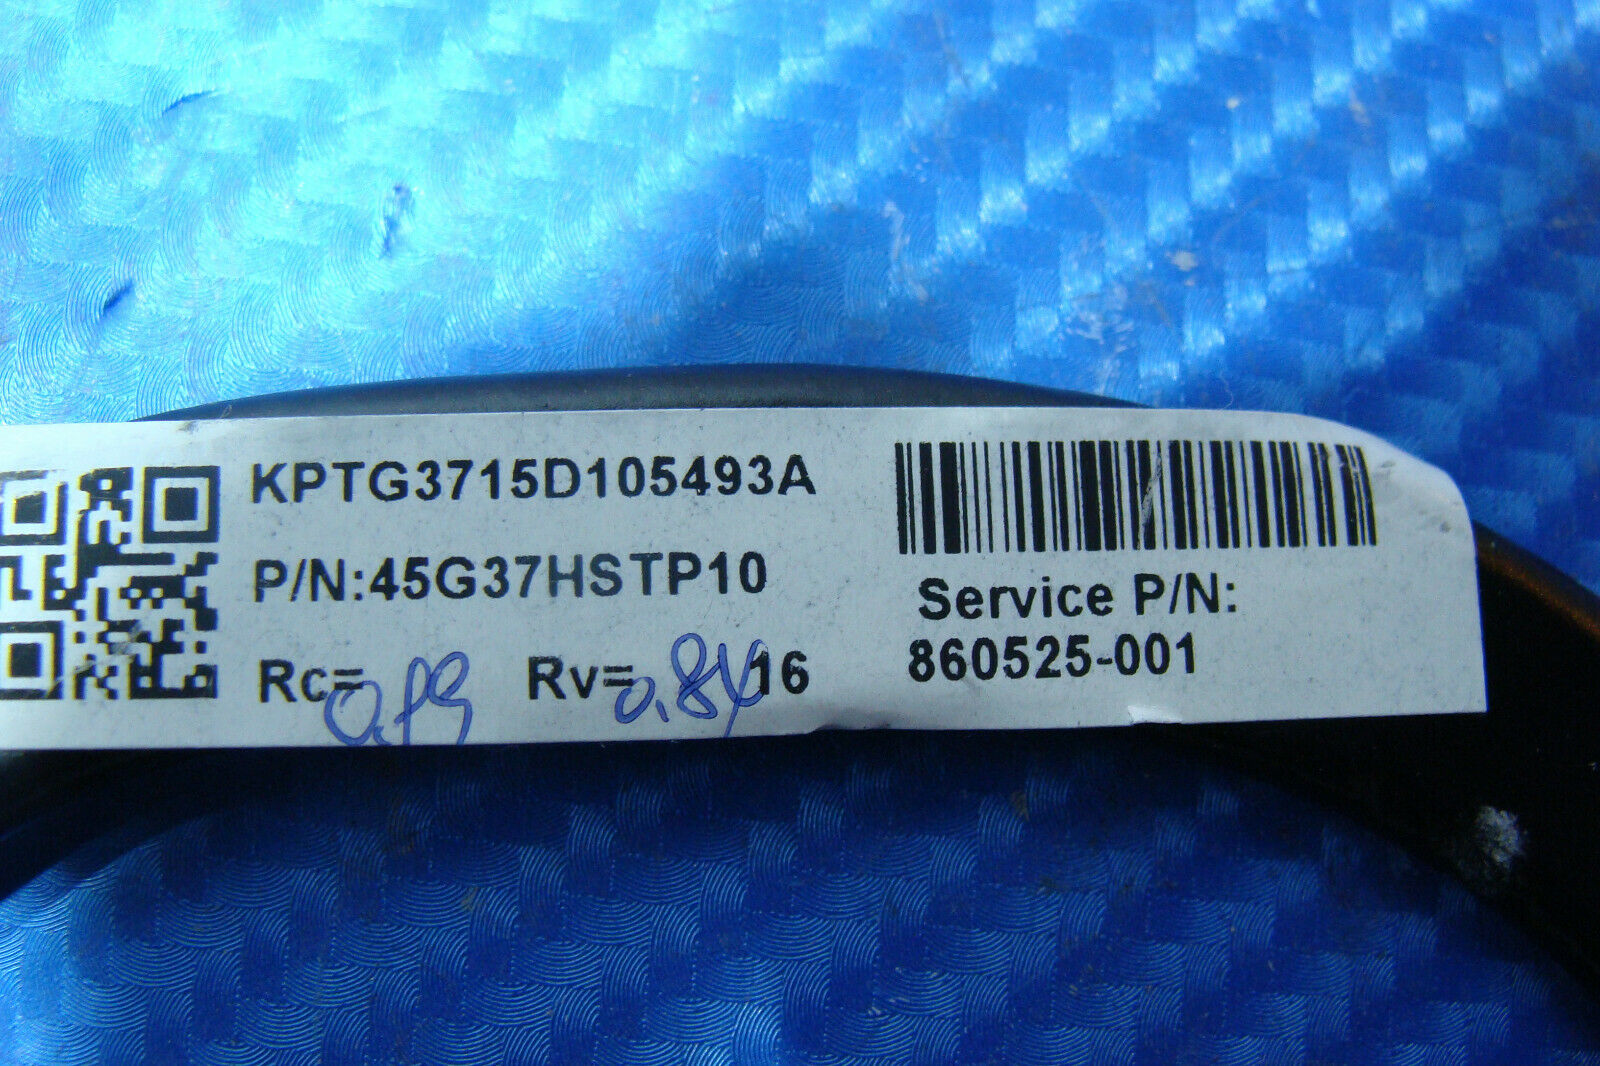 KPTG3715D105493A
P/N:45G37HSTP10
Rc=0.19 Rv=0.84 16
Service P/N:
860525-001